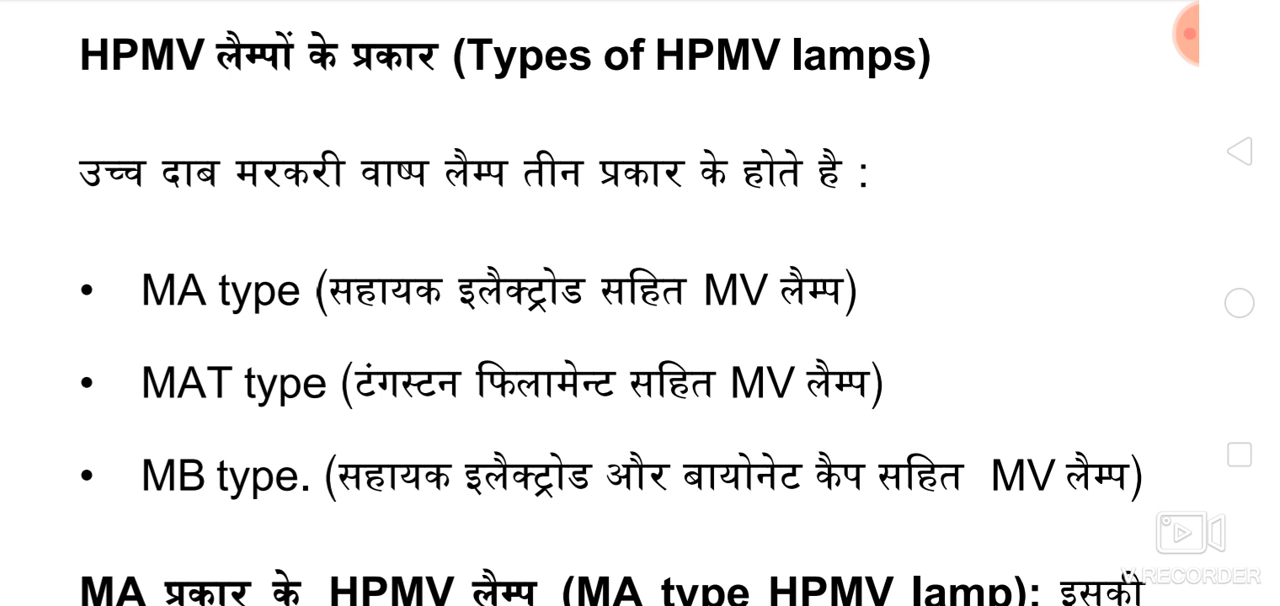 HPMV लैम्पों के प्रकार (Types of HPMV lamps)
उच्च दाब मरकरी वाष्प लैम्प तीन प्रकार के होते है :
• MA type (सहायक इलैक्ट्रोड सहित MV लैम्प)
• MAT type (टंगस्टन फिलामेन्ट सहित MV लैम्प)
• MB type. (सहायक इलैक्ट्रोड और बायोनेट कैप सहित MV लैम्प)
MA प्रकार के HPMV लैम्प (MA type HPMV lamp): इसकी
V RECORDER